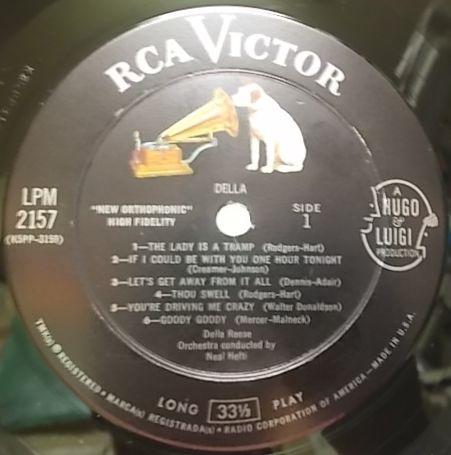 RCA VICTOR
DELLA
LPM
2157
"NEW ORTHOPHONIC"
HIGH FIDELITY
SIDE
1
A
HUGO
&
LUIGI
PRODUCTION
1—THE LADY IS A TRAMP (Rodgers-Hart)
2—IF I COULD BE WITH YOU ONE HOUR TONIGHT
(Creamer-Johnson)
3—LET'S GET AWAY FROM IT ALL (Dennis-Adair)
4—THOU SWELL (Rodgers-Hart)
5—YOU'RE DRIVING ME CRAZY (Walter Donaldson)
6—GOODY GOODY (Mercer-Malneck)
Della Reese
Orchestra conducted by
Neal Hefti
LONG 33⅓ PLAY
TMK(s) ® REGISTERED • MARCA(s) REGISTRADA(s) • RADIO CORPORATION OF AMERICA—MADE IN U.S.A.